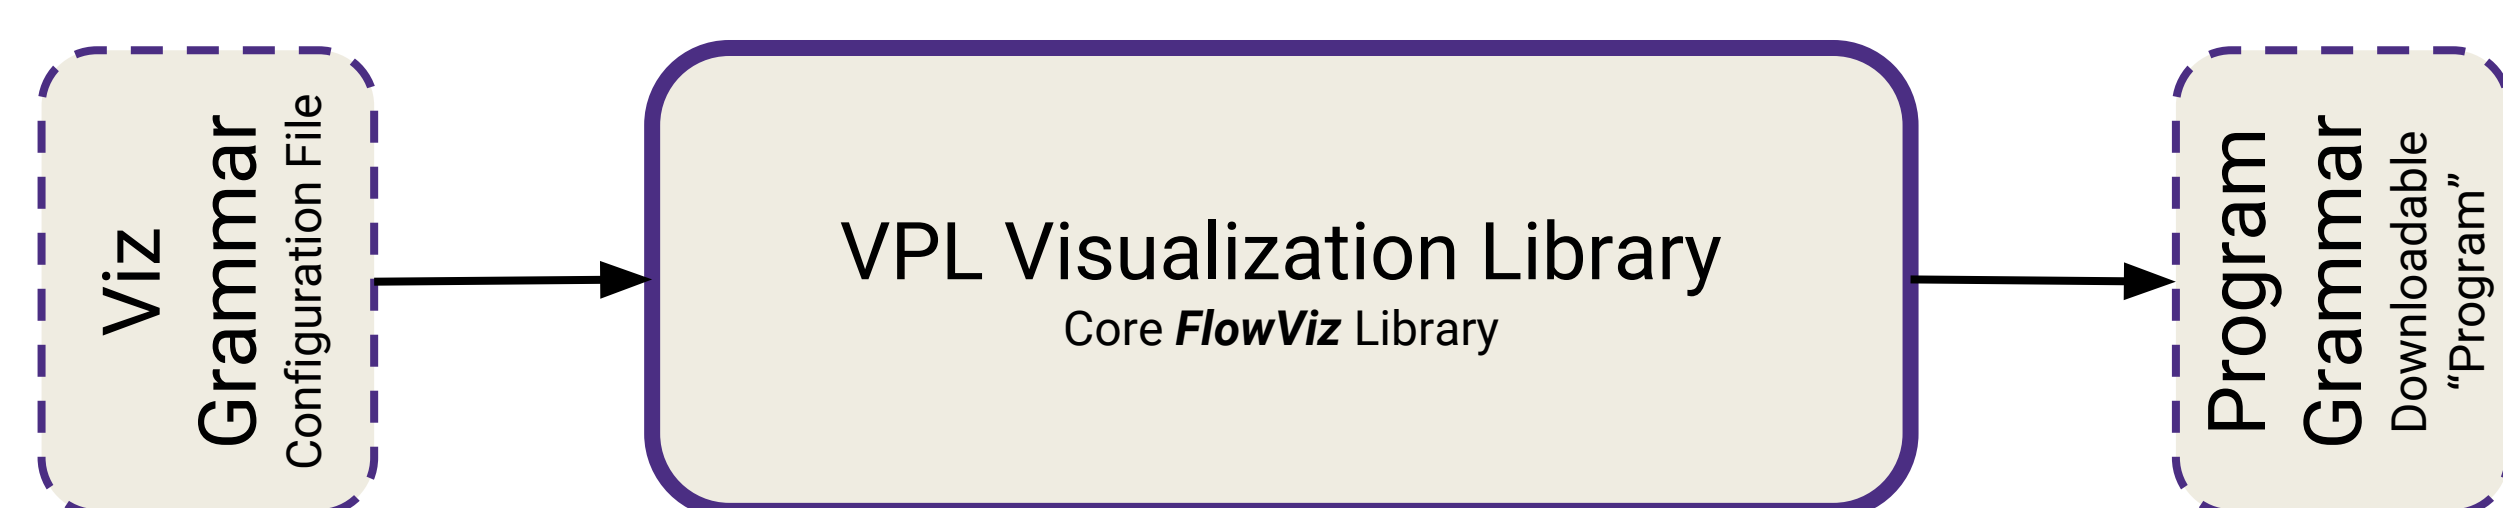 Viz
Grammar
Configuration File
VPL Visualization Library
Core FlowViz Library
Program
Grammar
Downloadable
“Program”